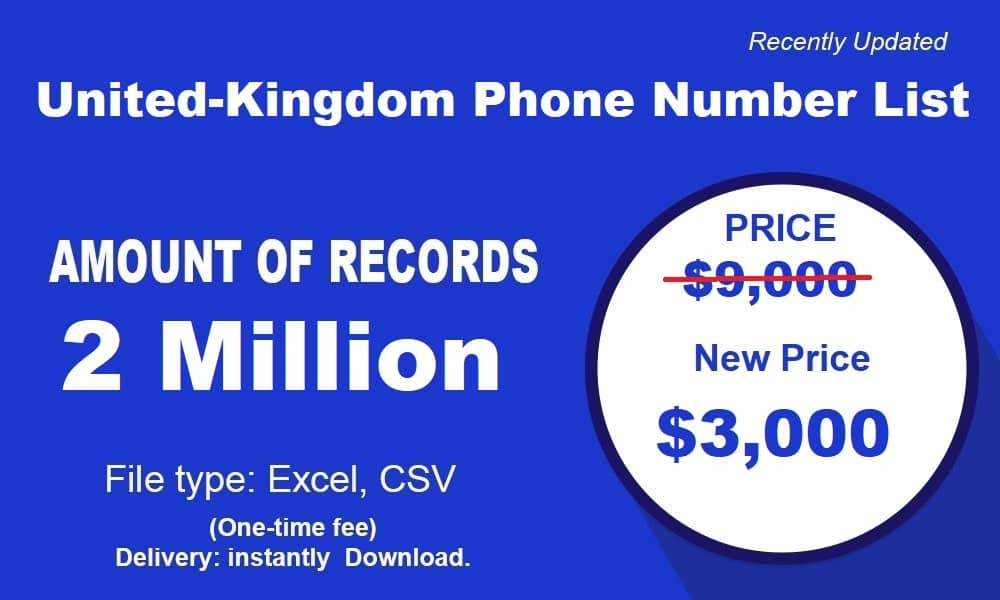 Recently Updated
United-Kingdom Phone Number List
AMOUNT OF RECORDS
2 Million
File type: Excel, CSV
(One-time fee)
Delivery: instantly Download.
PRICE
$9,000
New Price
$3,000